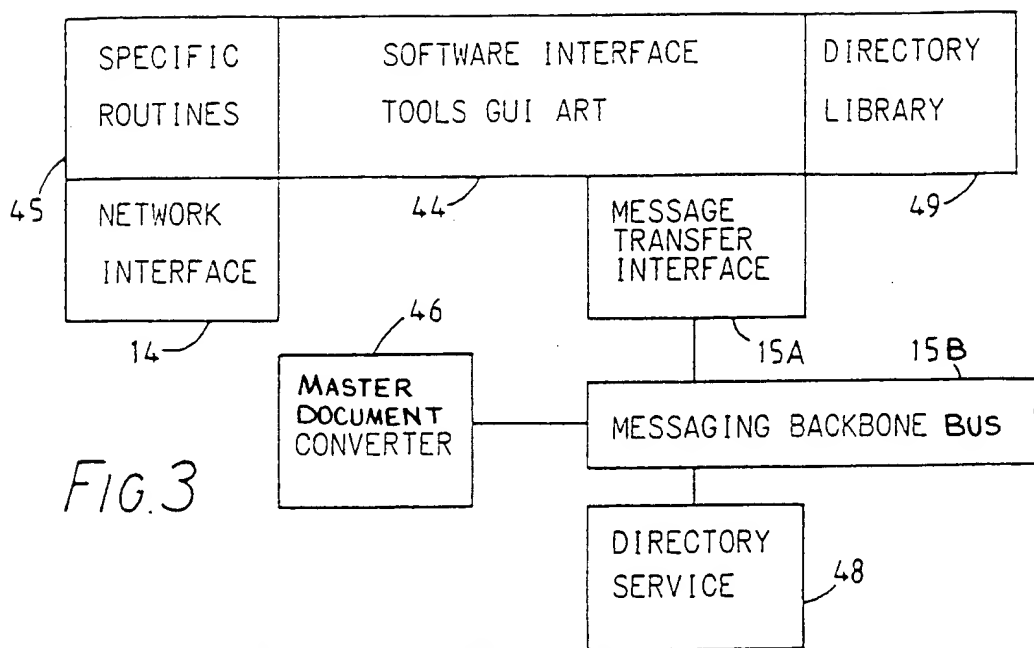 SPECIFIC ROUTINES
SOFTWARE INTERFACE TOOLS GUI ART
DIRECTORY LIBRARY
45
44
49
NETWORK INTERFACE
MESSAGE TRANSFER INTERFACE
14
46
15A
15B
MASTER DOCUMENT CONVERTER
MESSAGING BACKBONE BUS
FIG.3
DIRECTORY SERVICE
48